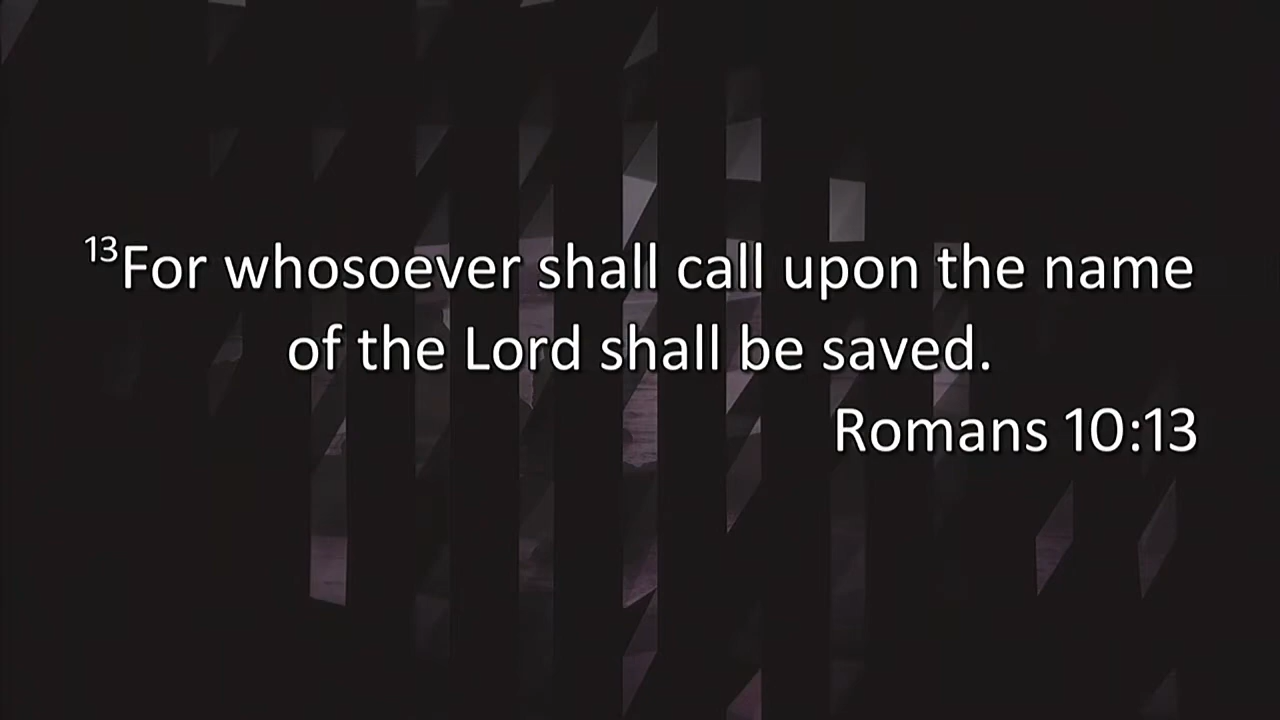 ¹³For whosoever shall call upon the name
of the Lord shall be saved.
Romans 10:13